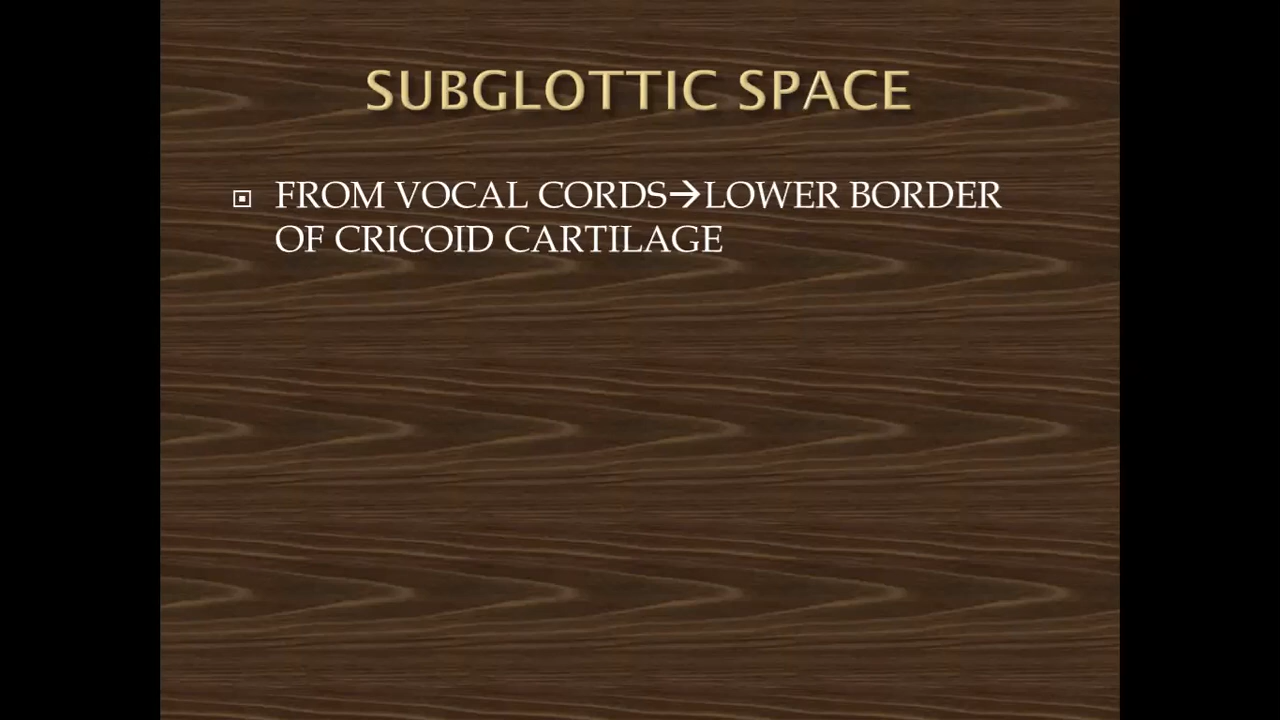 SUBGLOTTIC SPACE
FROM VOCAL CORDS→LOWER BORDER
OF CRICOID CARTILAGE